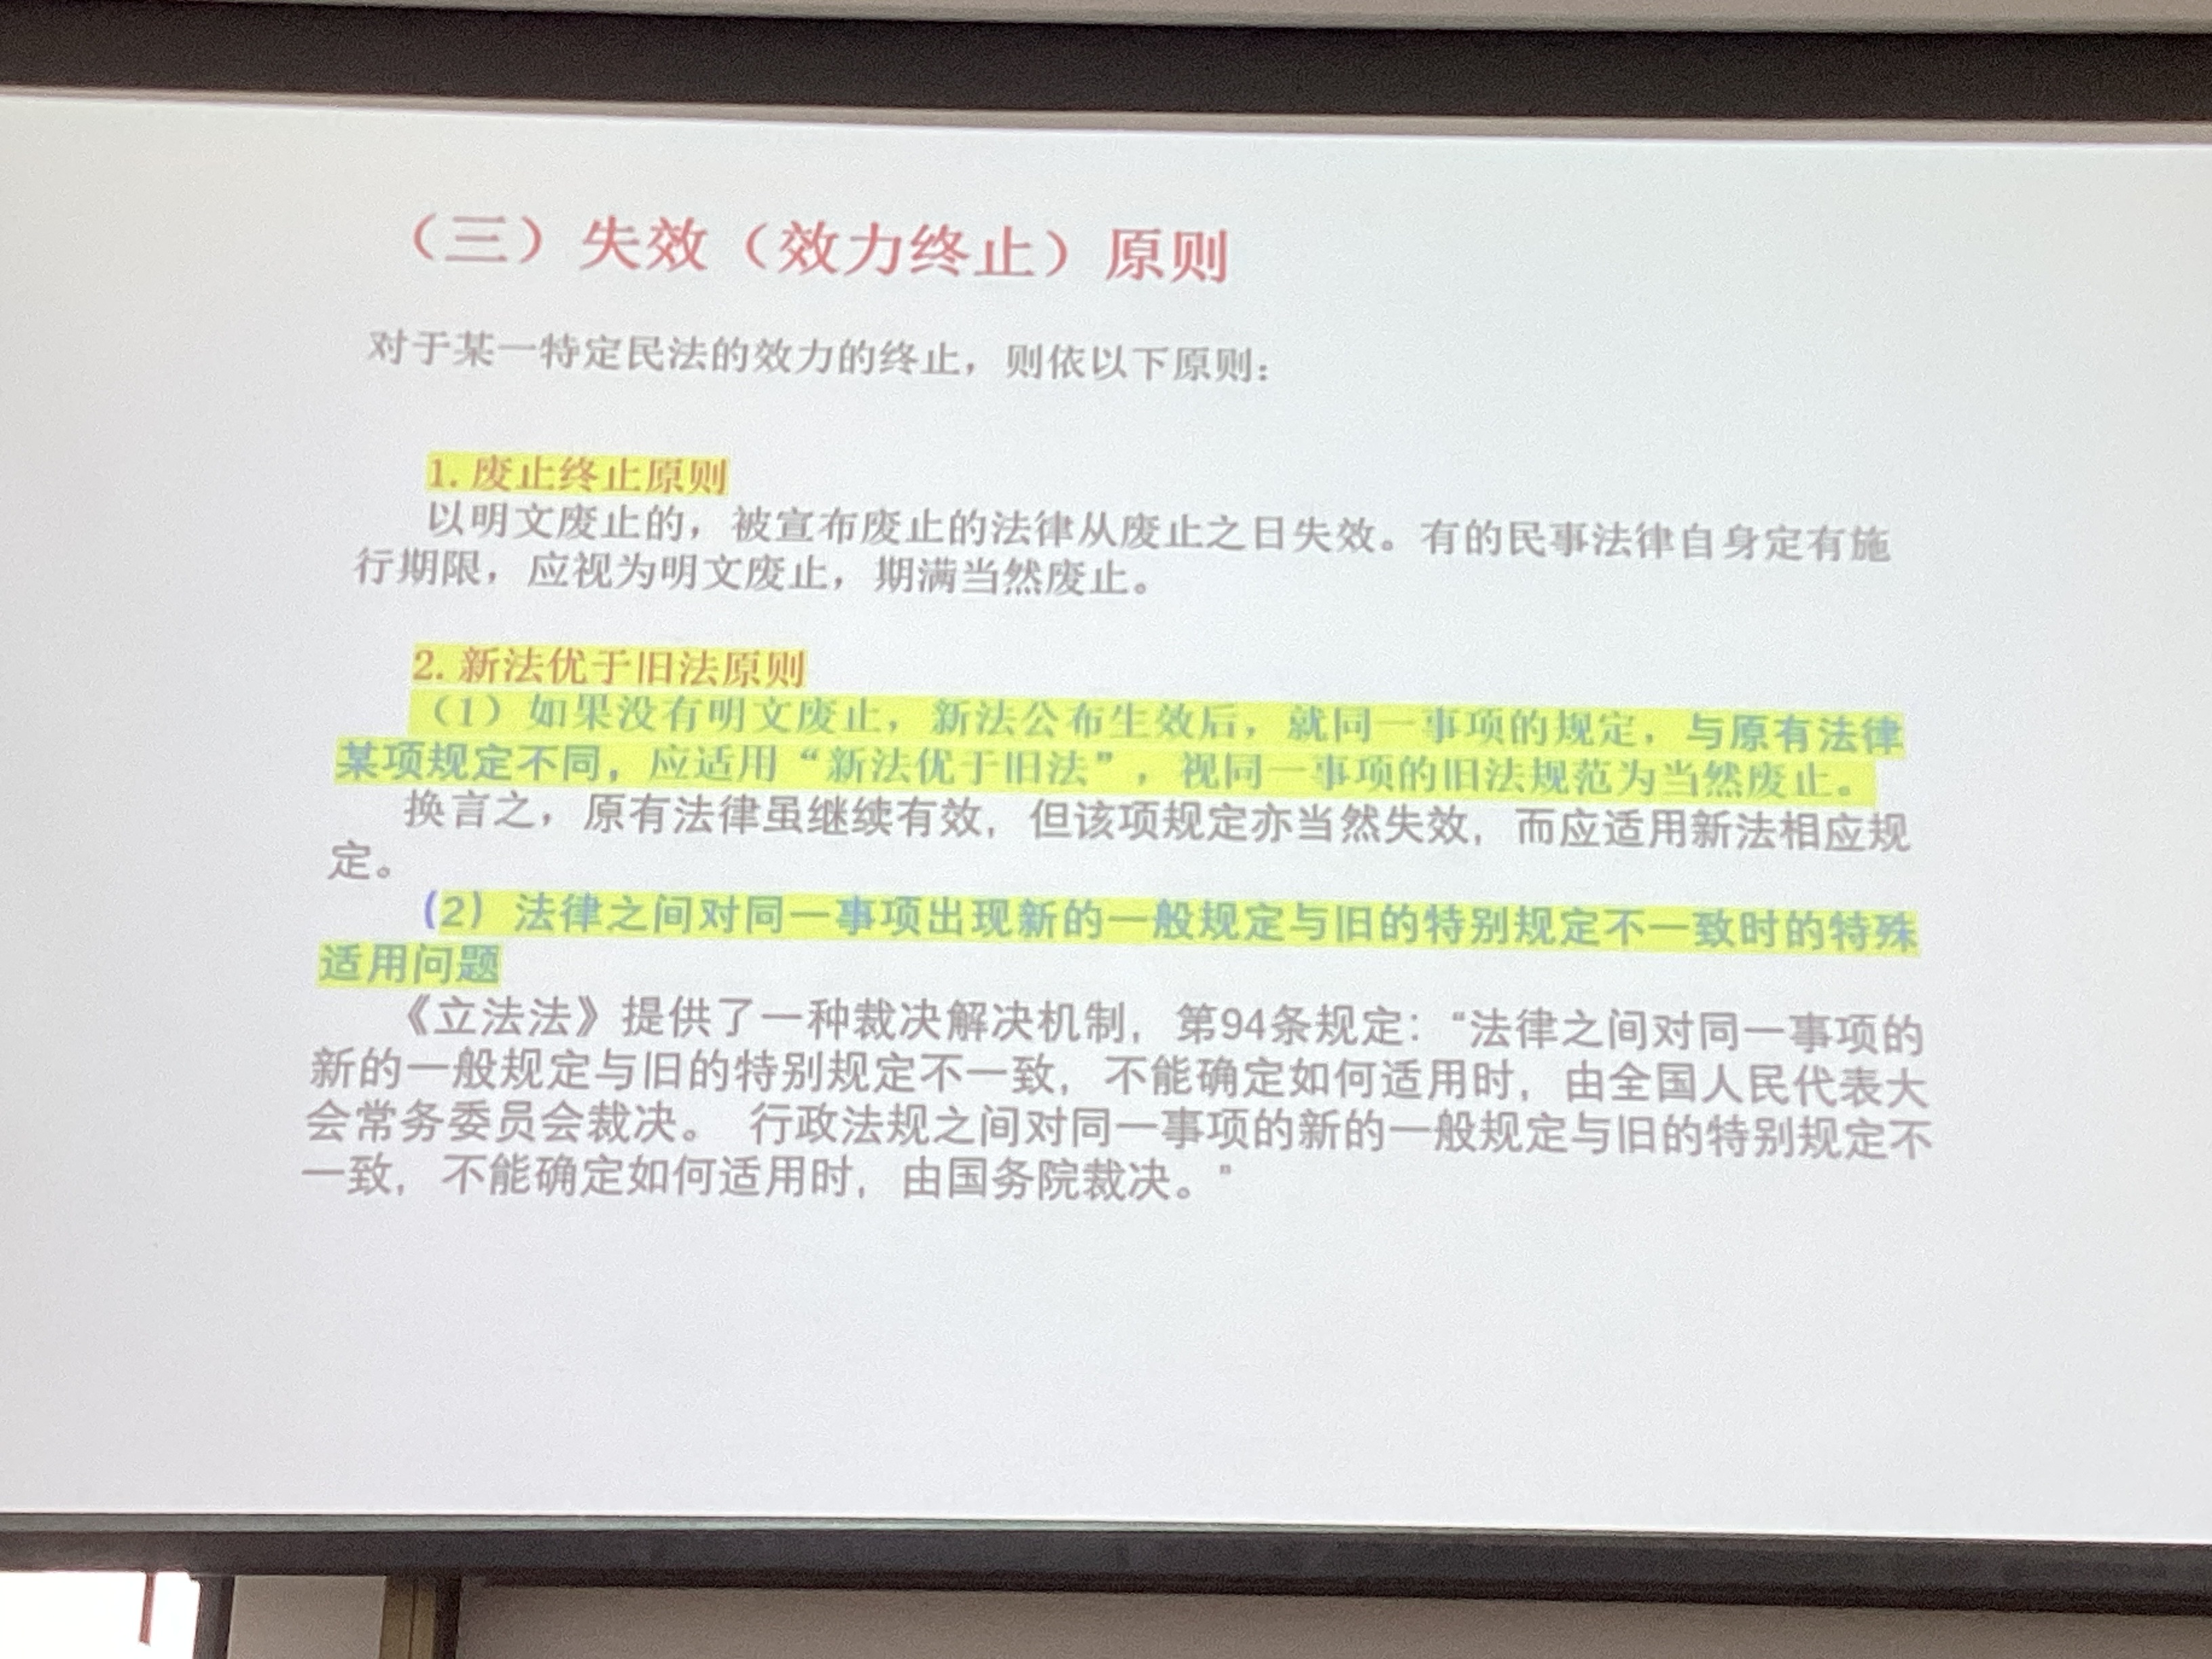 （三）失效（效力终止）原则
对于某一特定民法的效力的终止，则依以下原则：
1. 废止终止原则
以明文废止的，被宣布废止的法律从废止之日失效。有的民事法律自身定有施
行期限，应视为明文废止，期满当然废止。
2. 新法优于旧法原则
（1）如果没有明文废止，新法公布生效后，就同一事项的规定，与原有法律
某项规定不同，应适用“新法优于旧法”，视同一事项的旧法规范为当然废止。
换言之，原有法律虽继续有效，但该项规定亦当然失效，而应适用新法相应规
定。
（2）法律之间对同一事项出现新的一般规定与旧的特别规定不一致时的特殊
适用问题
《立法法》提供了一种裁决解决机制，第94条规定：“法律之间对同一事项的
新的一般规定与旧的特别规定不一致，不能确定如何适用时，由全国人民代表大
会常务委员会裁决。 行政法规之间对同一事项的新的一般规定与旧的特别规定不
一致，不能确定如何适用时，由国务院裁决。”